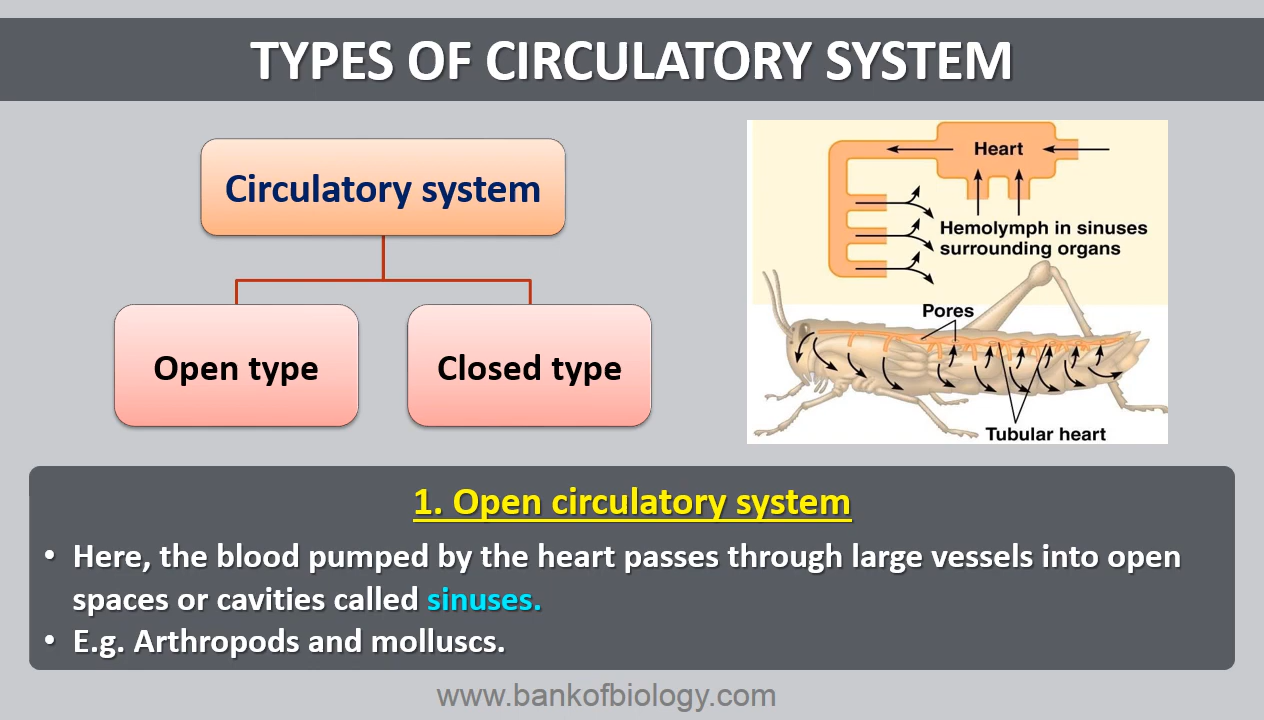 TYPES OF CIRCULATORY SYSTEM
Circulatory system
Open type
Closed type
Heart
Hemolymph in sinuses
surrounding organs
Pores
Tubular heart
1. Open circulatory system
• Here, the blood pumped by the heart passes through large vessels into open
spaces or cavities called sinuses.
• E.g. Arthropods and molluscs.
www.bankofbiology.com